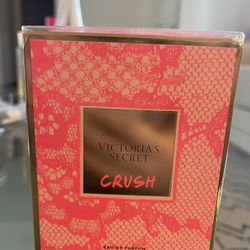 VICTORIA'S
SECRET
CRUSH
EAU DE PARFUM